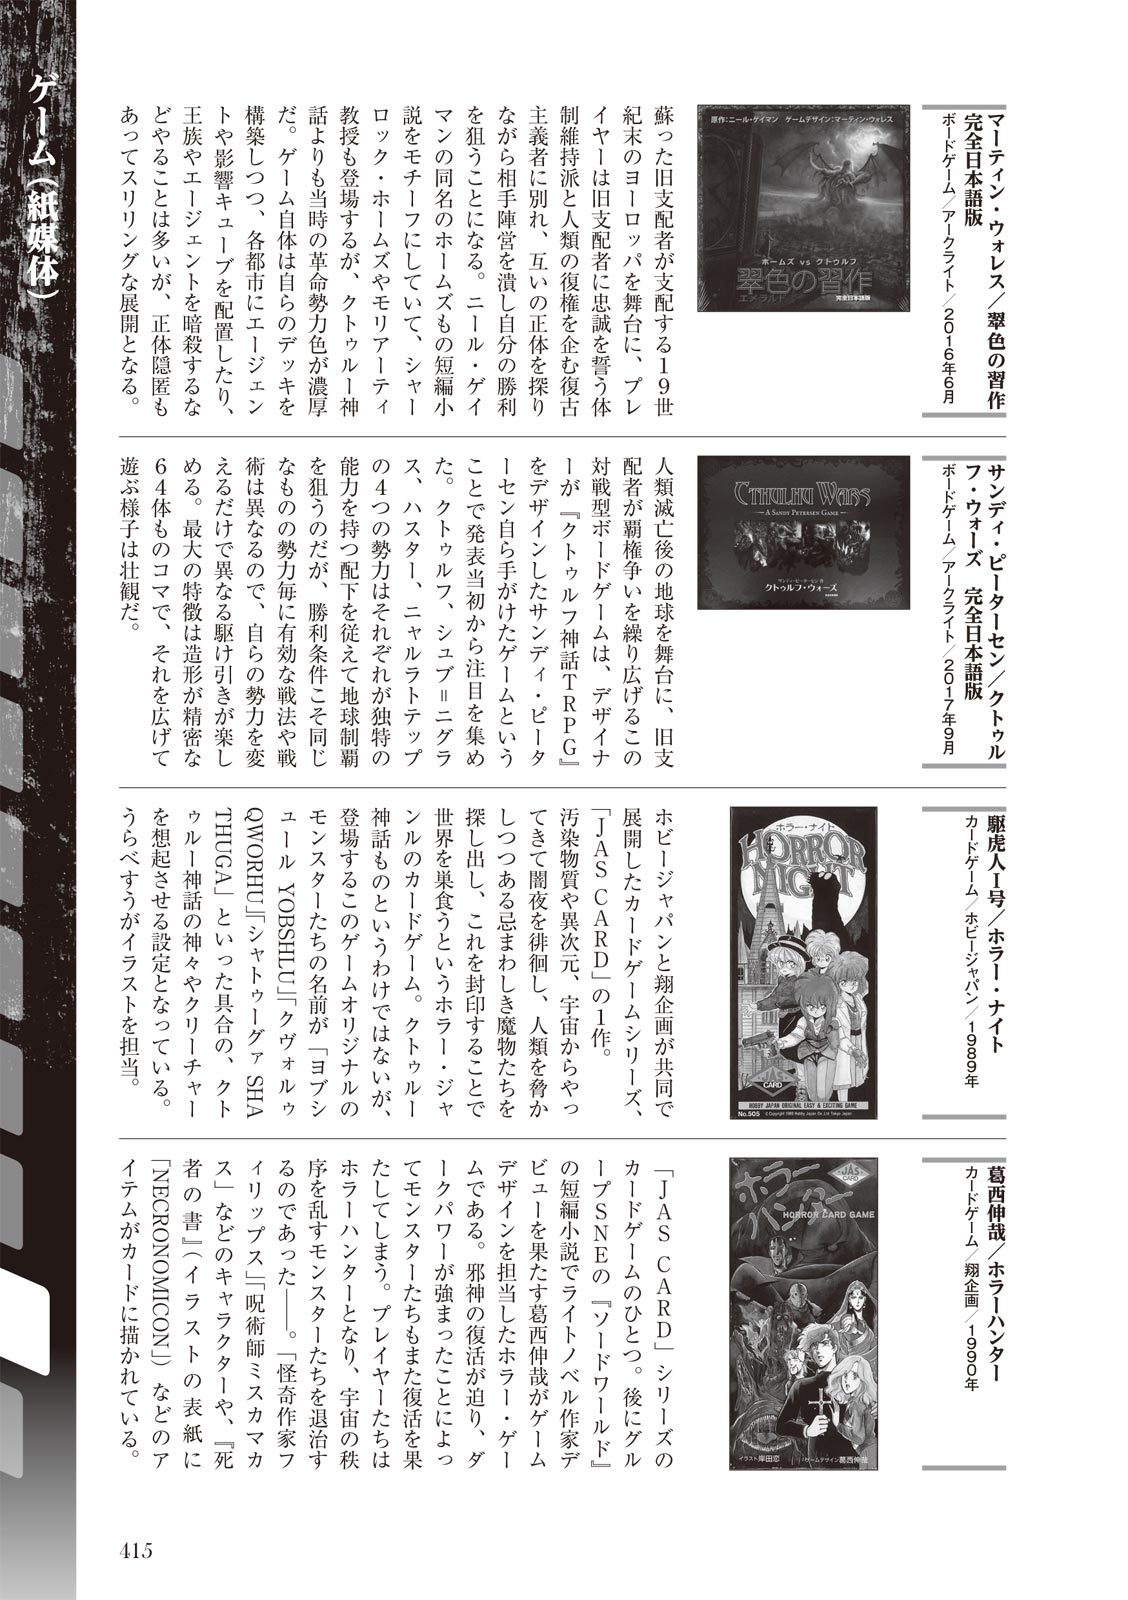 ゲーム（紙媒体）
マーティン・ウォレス／翠色の習作
完全日本語版
ボードゲーム／アークライト／2016年6月
原作：ニール・ゲイマン　ゲームデザイン：マーティン・ウォレス
ホームズ vs クトゥルフ
翠色の習作
エメラルド
完全日本語版
蘇った旧支配者が支配する19世
紀末のヨーロッパを舞台に、プレ
イヤーは旧支配者に忠誠を誓う体
制維持派と人類の復権を企む復古
主義者に別れ、互いの正体を探り
ながら相手陣営を潰し自分の勝利
を狙うことになる。ニール・ゲイ
マンの同名のホームズもの短編小
説をモチーフにしていて、シャー
ロック・ホームズやモリアーティ
教授も登場するが、クトゥルー神
話よりも当時の革命勢力色が濃厚
だ。ゲーム自体は自らのデッキを
構築しつつ、各都市にエージェン
トや影響キューブを配置したり、
王族やエージェントを暗殺するな
どやることは多いが、正体隠匿も
あってスリリングな展開となる。
サンディ・ピーターセン／クトゥル
フ・ウォーズ　完全日本語版
ボードゲーム／アークライト／2017年9月
CTHULHU WARS
A SANDY PETERSEN GAME
サンディ・ピーターセン 作
クトゥルフ・ウォーズ
人類滅亡後の地球を舞台に、旧支
配者が覇権争いを繰り広げるこの
対戦型ボードゲームは、デザイナ
ーが『クトゥルフ神話TRPG』
をデザインしたサンディ・ピータ
ーセン自ら手がけたゲームという
ことで発表当初から注目を集め
た。クトゥルフ、シュブ＝ニグラ
ス、ハスター、ニャルラトテップ
の4つの勢力はそれぞれが独特の
能力を持つ配下を従えて地球制覇
を狙うのだが、勝利条件こそ同じ
なものの勢力毎に有効な戦法や戦
術は異なるので、自らの勢力を変
えるだけで異なる駆け引きが楽し
める。最大の特徴は造形が精密な
64体ものコマで、それを広げて
遊ぶ様子は壮観だ。
駆虎人Ⅰ号／ホラー・ナイト
カードゲーム／ホビージャパン／1989年
ホラー・ナイト
HORROR
NIGHT
JAS
CARD
HOBBY JAPAN ORIGINAL EASY & EXCITING GAME
No.505
© Copyright 1989 Hobby Japan Co.,Ltd Tokyo Japan
ホビージャパンと翔企画が共同で
展開したカードゲームシリーズ、
「JAS CARD」の1作。
汚染物質や異次元、宇宙からやっ
てきて闇夜を徘徊し、人類を脅か
しつつある忌まわしき魔物たちを
探し出し、これを封印することで
世界を巣食うというホラー・ジャ
ンルのカードゲーム。クトゥルー
神話ものというわけではないが、
登場するこのゲームオリジナルの
モンスターたちの名前が「ヨブシ
ュール YOBSHLU」「クヴォルゥ
QWORHU」「シャトゥーグァ SHA
THUGA」といった具合の、クト
ゥルー神話の神々やクリーチャー
を想起させる設定となっている。
うらべすうがイラストを担当。
葛西伸哉／ホラーハンター
カードゲーム／翔企画／1990年
JAS
CARD
ホラー
ハンター
HORROR CARD GAME
イラスト岸田恋
ゲームデザイン葛西伸哉
「JAS CARD」シリーズの
カードゲームのひとつ。後にグル
ープSNEの『ソードワールド』
の短編小説でライトノベル作家デ
ビューを果たす葛西伸哉がゲーム
デザインを担当したホラー・ゲー
ムである。邪神の復活が迫り、ダ
ークパワーが強まったことによっ
てモンスターたちもまた復活を果
たしてしまう。プレイヤーたちは
ホラーハンターとなり、宇宙の秩
序を乱すモンスターたちを退治す
るのであった――。「怪奇作家フ
ィリップス」「呪術師ミスカマカ
ス」などのキャラクターや、『死
者の書』（イラストの表紙に
「NECRONOMICON」）などのア
イテムがカードに描かれている。
415